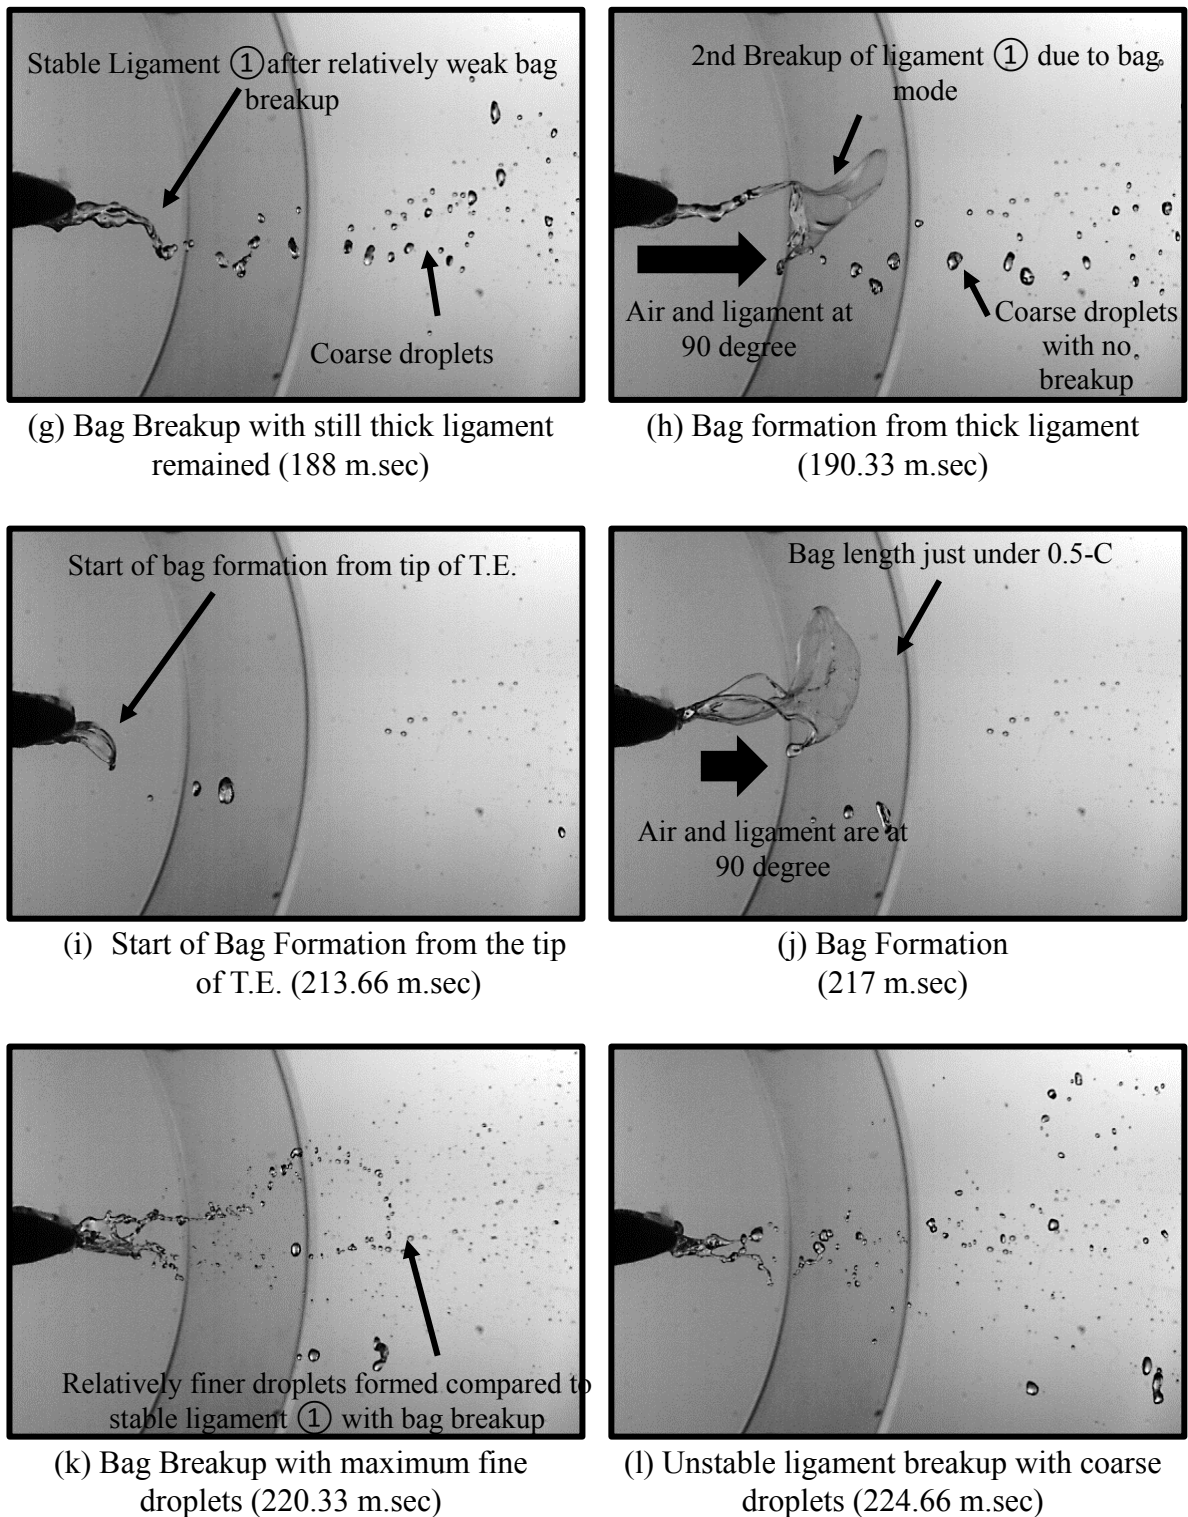 Stable Ligament ① after relatively weak bag
breakup
Coarse droplets
(g) Bag Breakup with still thick ligament
remained (188 m.sec)
2nd Breakup of ligament ① due to bag
mode
Air and ligament at
90 degree
Coarse droplets
with no
breakup
(h) Bag formation from thick ligament
(190.33 m.sec)
Start of bag formation from tip of T.E.
(i) Start of Bag Formation from the tip
of T.E. (213.66 m.sec)
Bag length just under 0.5-C
Air and ligament are at
90 degree
(j) Bag Formation
(217 m.sec)
Relatively finer droplets formed compared to
stable ligament ① with bag breakup
(k) Bag Breakup with maximum fine
droplets (220.33 m.sec)
(l) Unstable ligament breakup with coarse
droplets (224.66 m.sec)